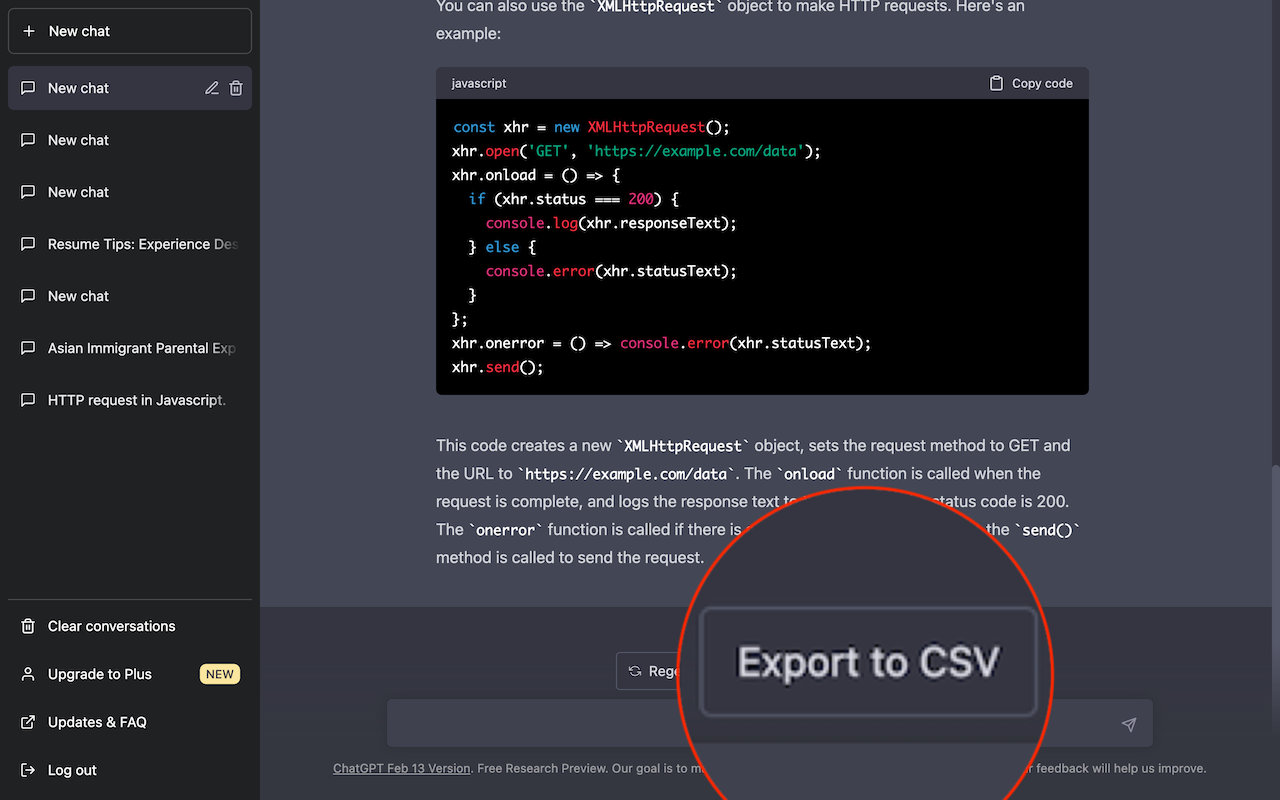 New chat
New chat
New chat
New chat
Resume Tips: Experience Des
New chat
Asian Immigrant Parental Exp
HTTP request in Javascript.
Clear conversations
Upgrade to Plus NEW
Updates & FAQ
Log out
You can also use the `XMLHttpRequest` object to make HTTP requests. Here's an
example:
javascript Copy code
const xhr = new XMLHttpRequest();
xhr.open('GET', 'https://example.com/data');
xhr.onload = () => {
  if (xhr.status === 200) {
    console.log(xhr.responseText);
  } else {
    console.error(xhr.statusText);
  }
};
xhr.onerror = () => console.error(xhr.statusText);
xhr.send();
This code creates a new `XMLHttpRequest` object, sets the request method to GET and
the URL to `https://example.com/data`. The `onload` function is called when the
request is complete, and logs the response text to status code is 200.
The `onerror` function is called if there is the `send()`
method is called to send the request.
Rege
Export to CSV
ChatGPT Feb 13 Version. Free Research Preview. Our goal is to feedback will help us improve.